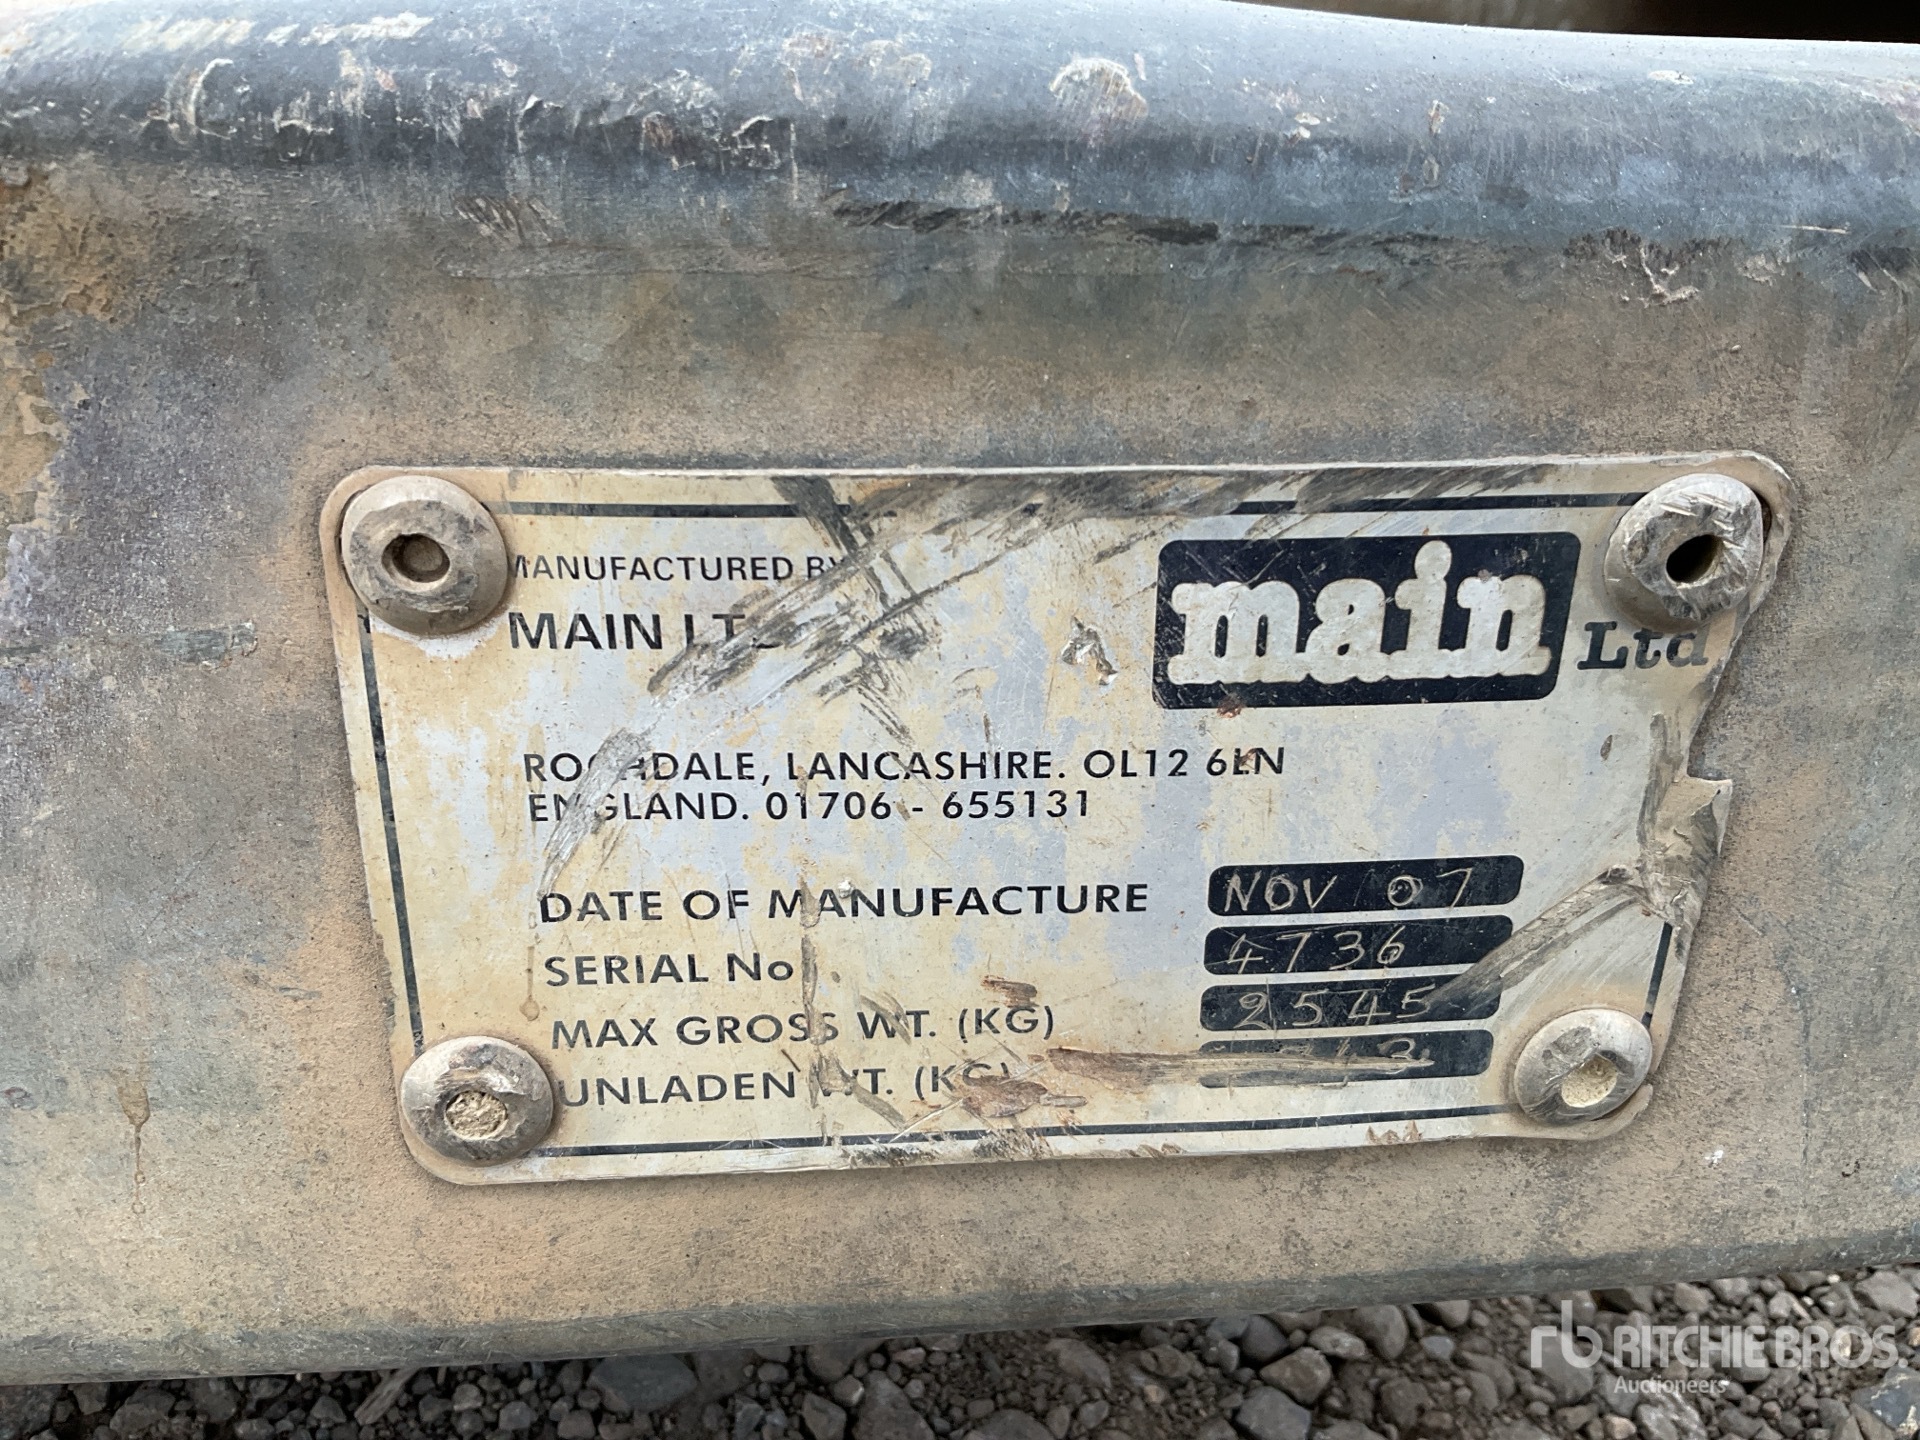 MANUFACTURED BY
MAIN LTD
main Ltd
ROCHDALE, LANCASHIRE. OL12 6LN
ENGLAND. 01706 - 655131
DATE OF MANUFACTURE NOV 07
SERIAL No. 4736
MAX GROSS WT. (KG) 2545
UNLADEN WT. (KG)
rb RITCHIE BROS.
Auctioneers